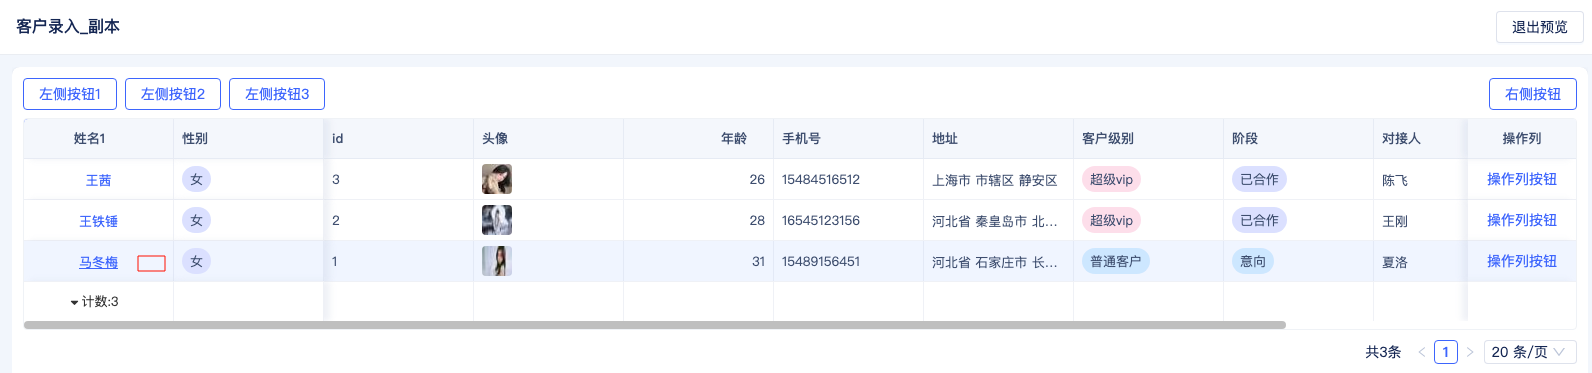 客户录入_副本
退出预览
左侧按钮1 左侧按钮2 左侧按钮3 右侧按钮
姓名1 性别 id 头像 年龄 手机号 地址 客户级别 阶段 对接人 操作列
王茜 女 3 26 15484516512 上海市 市辖区 静安区 超级vip 已合作 陈飞 操作列按钮
王铁锤 女 2 28 16545123156 河北省 秦皇岛市 北... 超级vip 已合作 王刚 操作列按钮
马冬梅 女 1 31 15489156451 河北省 石家庄市 长... 普通客户 意向 夏洛 操作列按钮
计数:3
共3条 < 1 > 20 条/页